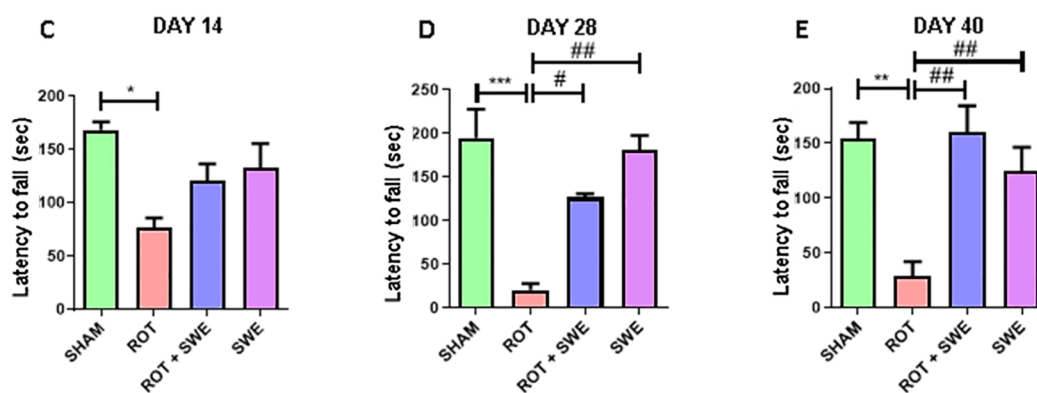 C DAY 14
Latency to fall (sec)
200
150
100
50
0
*
SHAM
ROT
ROT + SWE
SWE
D DAY 28
Latency to fall (sec)
250
200
150
100
50
0
##
*** #
SHAM
ROT
ROT + SWE
SWE
E DAY 40
Latency to fall (sec)
200
150
100
50
0
##
** ##
SHAM
ROT
ROT + SWE
SWE